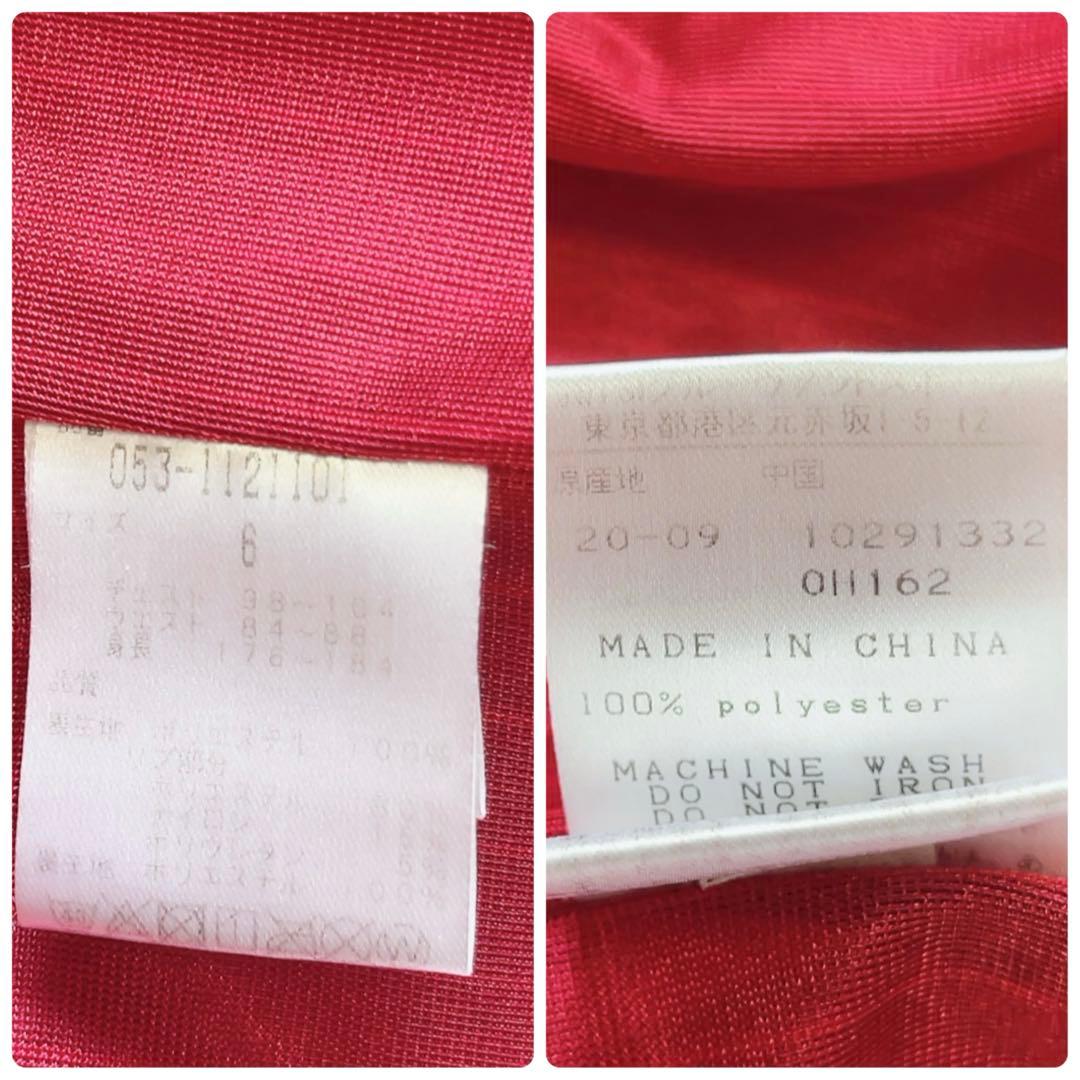 品番
053-1121101
サイズ 6
チェスト 98~104
ウエスト 84~88
身長 176~184
品質
表生地 ポリエステル 100%
リブ部分
ポリエステル
ナイロン
ポリウレタン 5%
裏生地 ポリエステル 100%
東京都港区元赤坂1-5-12
原産地 中国
20-09 10291332
0H162
MADE IN CHINA
100% polyester
MACHINE WASH
DO NOT IRON
DO NOT